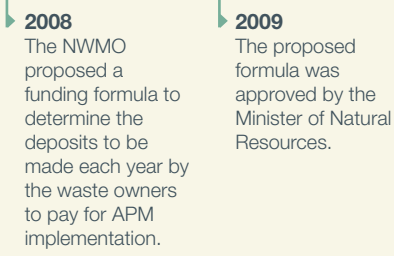 2008
The NWMO
proposed a
funding formula to
determine the
deposits to be
made each year by
the waste owners
to pay for APM
implementation.
2009
The proposed
formula was
approved by the
Minister of Natural
Resources.